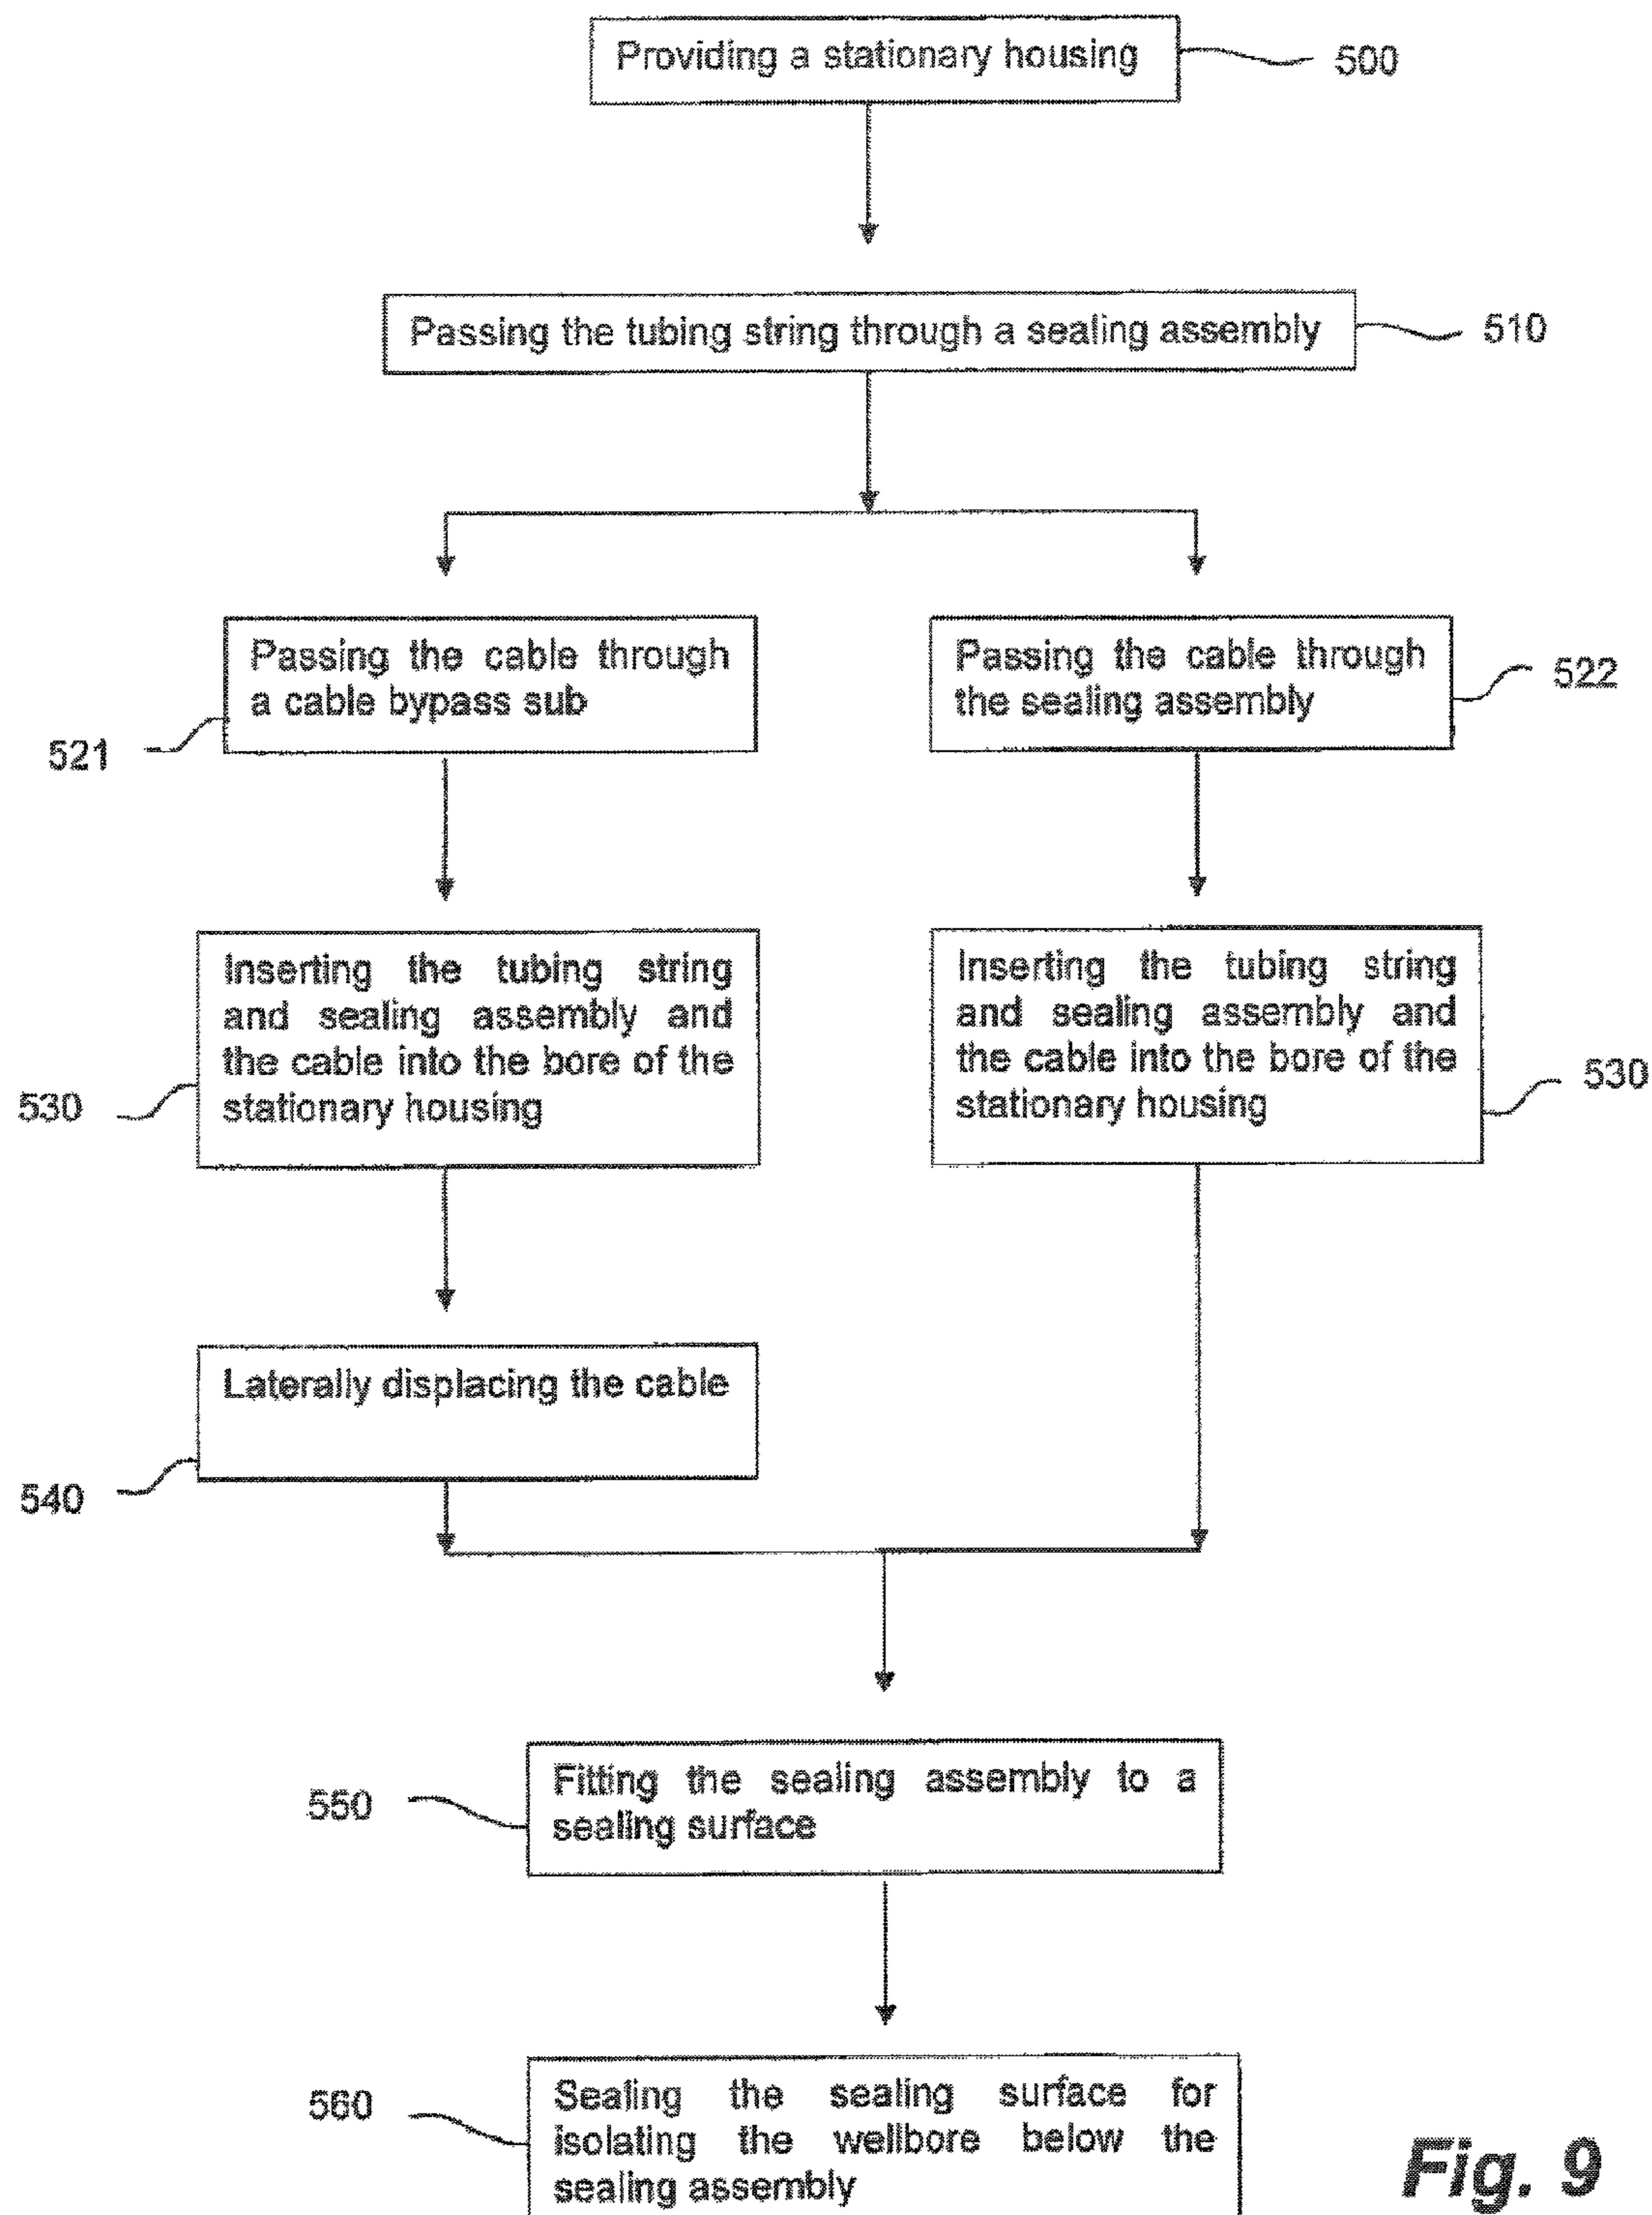 Providing a stationary housing
500
Passing the tubing string through a sealing assembly
510
Passing the cable through
a cable bypass sub
521
Passing the cable through
the sealing assembly
522
Inserting the tubing string
and sealing assembly and
the cable into the bore of the
stationary housing
530
Inserting the tubing string
and sealing assembly and
the cable into the bore of the
stationary housing
530
Laterally displacing the cable
540
Fitting the sealing assembly to a
sealing surface
550
Sealing the sealing surface for
isolating the wellbore below the
sealing assembly
560
Fig. 9